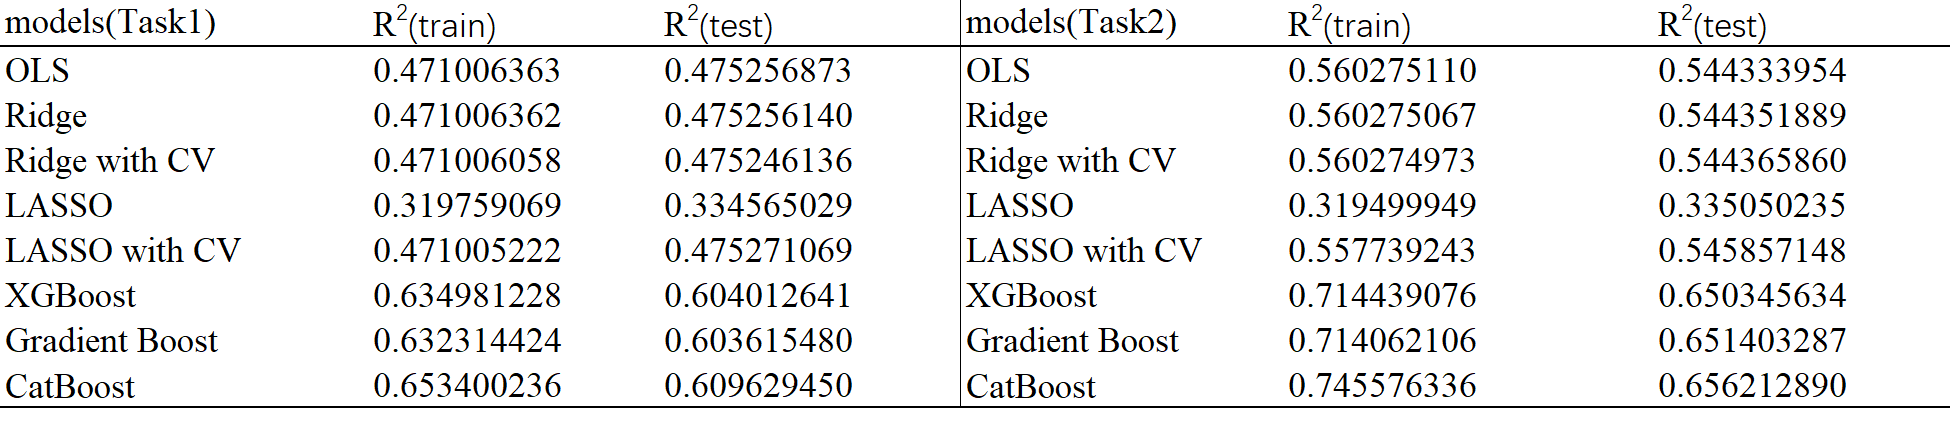 models(Task1) R²(train) R²(test) models(Task2) R²(train) R²(test)
OLS 0.471006363 0.475256873 OLS 0.560275110 0.544333954
Ridge 0.471006362 0.475256140 Ridge 0.560275067 0.544351889
Ridge with CV 0.471006058 0.475246136 Ridge with CV 0.560274973 0.544365860
LASSO 0.319759069 0.334565029 LASSO 0.319499949 0.335050235
LASSO with CV 0.471005222 0.475271069 LASSO with CV 0.557739243 0.545857148
XGBoost 0.634981228 0.604012641 XGBoost 0.714439076 0.650345634
Gradient Boost 0.632314424 0.603615480 Gradient Boost 0.714062106 0.651403287
CatBoost 0.653400236 0.609629450 CatBoost 0.745576336 0.656212890